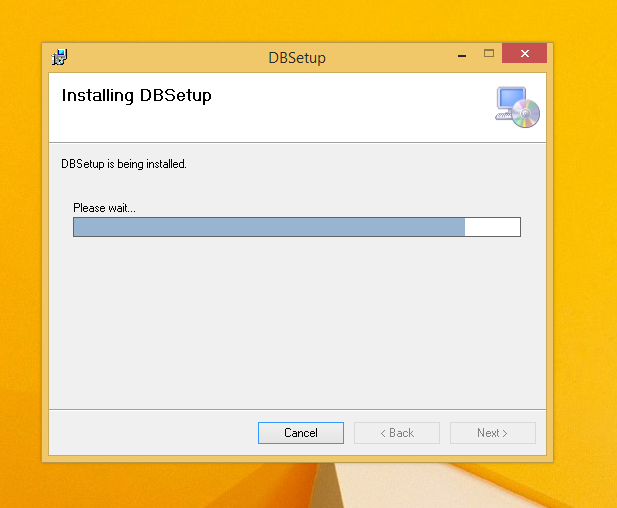 DBSetup
Installing DBSetup
DBSetup is being installed.
Please wait...
Cancel
< Back
Next >